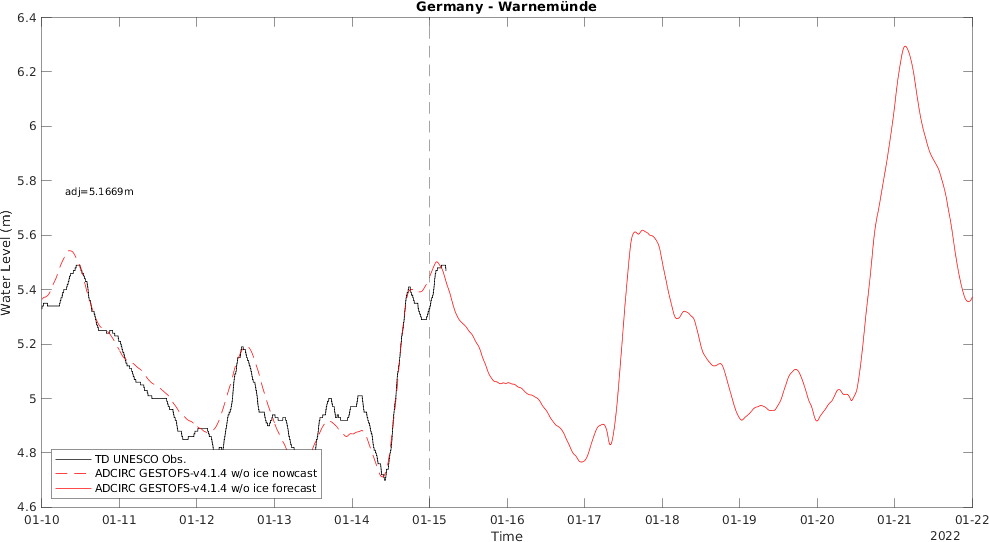 Germany - Warnemünde
6.4
6.2
6
5.8
5.6
5.4
5.2
5
4.8
4.6
Water Level (m)
adj=5.1669m
TD UNESCO Obs.
ADCIRC GESTOFS-v4.1.4 w/o ice nowcast
ADCIRC GESTOFS-v4.1.4 w/o ice forecast
01-10 01-11 01-12 01-13 01-14 01-15 01-16 01-17 01-18 01-19 01-20 01-21 01-22
Time
2022